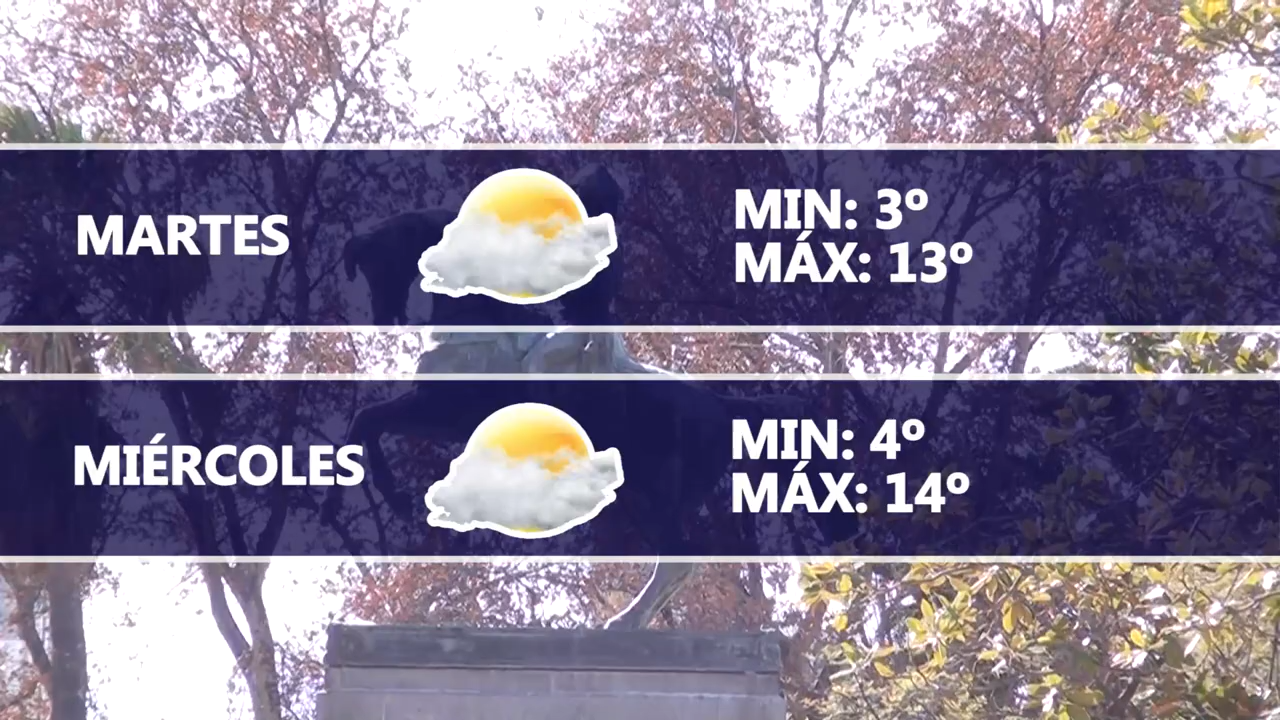 MARTES
MIN: 3º
MÁX: 13º
MIÉRCOLES
MIN: 4º
MÁX: 14º